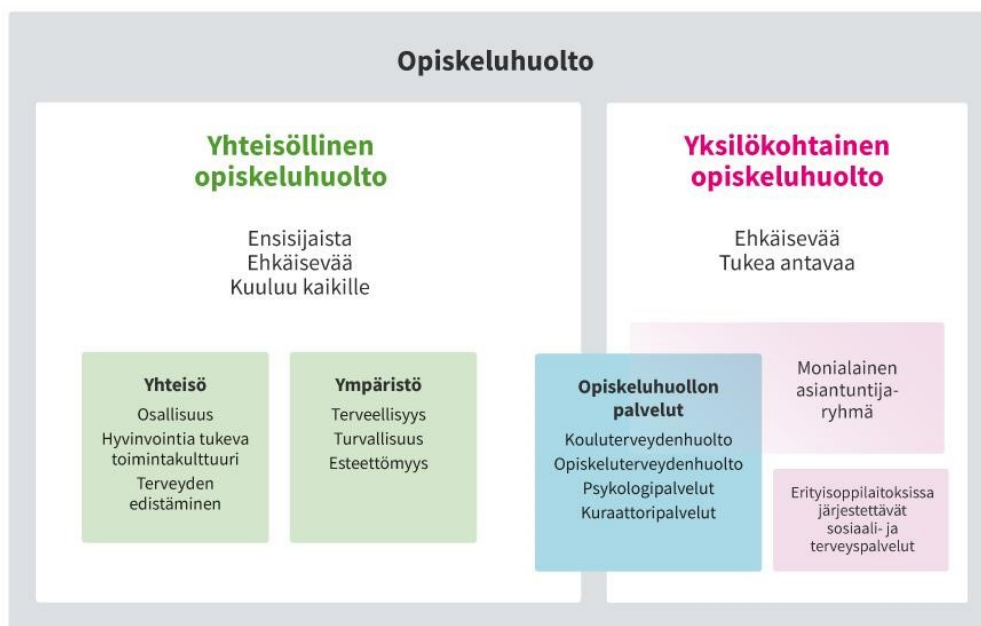 Opiskeluhuolto
Yhteisöllinen
opiskeluhuolto
Ensisijaista
Ehkäisevää
Kuuluu kaikille
Yhteisö
Osallisuus
Hyvinvointia tukeva
toimintakulttuuri
Terveyden
edistäminen
Ympäristö
Terveellisyys
Turvallisuus
Esteettömyys
Opiskeluhuollon
palvelut
Kouluterveydenhuolto
Opiskeluterveydenhuolto
Psykologipalvelut
Kuraattoripalvelut
Yksilökohtainen
opiskeluhuolto
Ehkäisevää
Tukea antavaa
Monialainen
asiantuntija-
ryhmä
Erityisoppilaitoksissa
järjestettävät
sosiaali- ja
terveyspalvelut